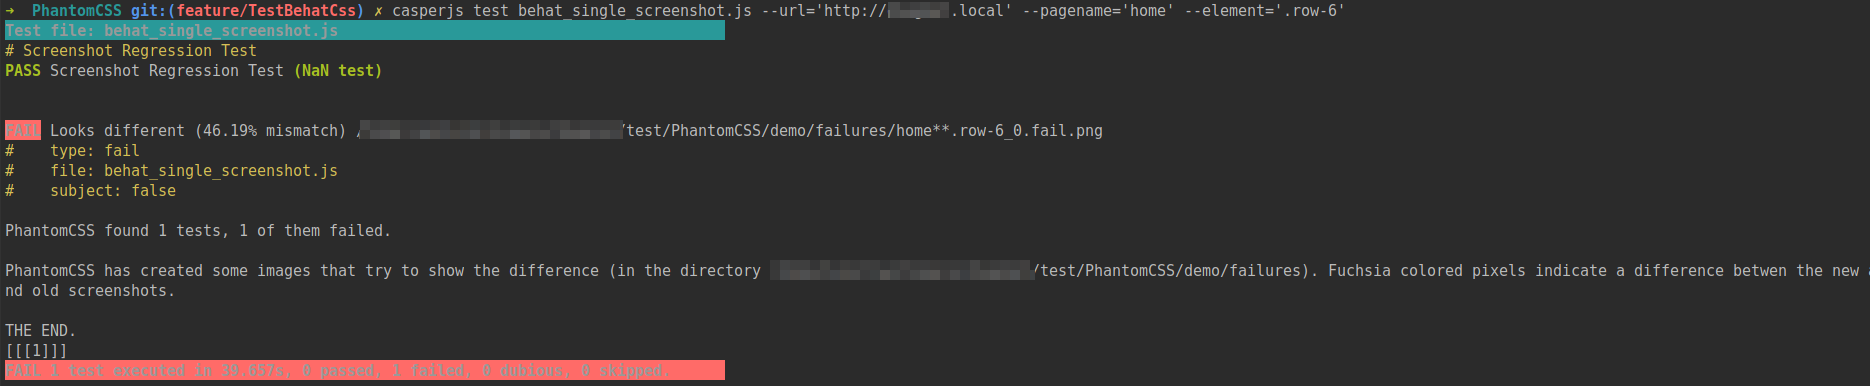 ➜ PhantomCSS git:(feature/TestBehatCss) ✗ casperjs test behat_single_screenshot.js --url='http:// .local' --pagename='home' --element='.row-6'
Test file: behat_single_screenshot.js
# Screenshot Regression Test
PASS Screenshot Regression Test (NaN test)
FAIL Looks different (46.19% mismatch) / /test/PhantomCSS/demo/failures/home**.row-6_0.fail.png
#    type: fail
#    file: behat_single_screenshot.js
#    subject: false
PhantomCSS found 1 tests, 1 of them failed.
PhantomCSS has created some images that try to show the difference (in the directory /test/PhantomCSS/demo/failures). Fuchsia colored pixels indicate a difference betwen the new a
nd old screenshots.
THE END.
[[[1]]]
FAIL 1 test executed in 39.857s, 0 passed, 1 failed, 0 dubious, 0 skipped.